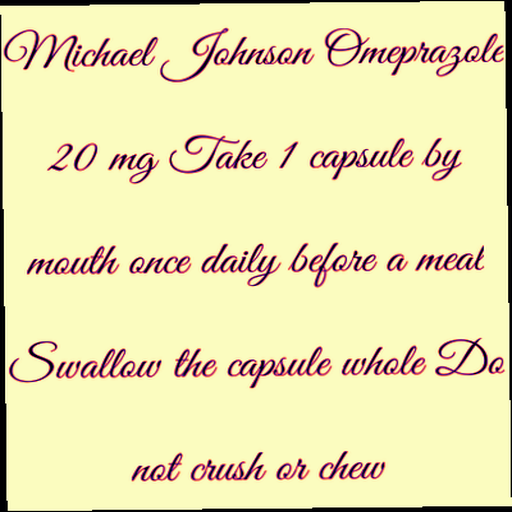 Michael Johnson Omeprazole
20 mg Take 1 capsule by
mouth once daily before a meal
Swallow the capsule whole Do
not crush or chew